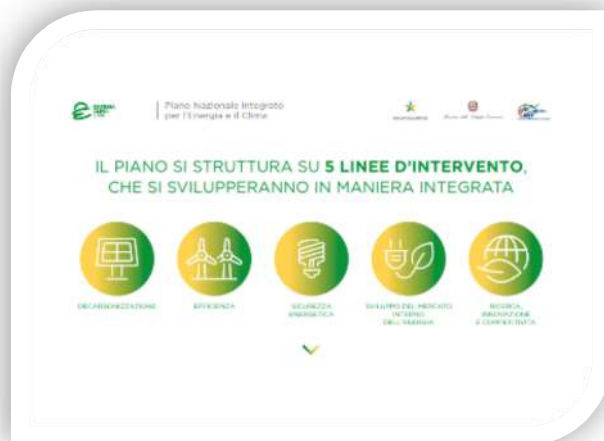 Piano Nazionale Integrato
per l'Energia e il Clima
IL PIANO SI STRUTTURA SU 5 LINEE D'INTERVENTO,
CHE SI SVILUPPERANNO IN MANIERA INTEGRATA
DECARBONIZZAZIONE
EFFICIENZA
SICUREZZA
ENERGETICA
SVILUPPO DEL MERCATO
INTERNO
DELL'ENERGIA
RICERCA,
INNOVAZIONE
E COMPETITIVITÀ